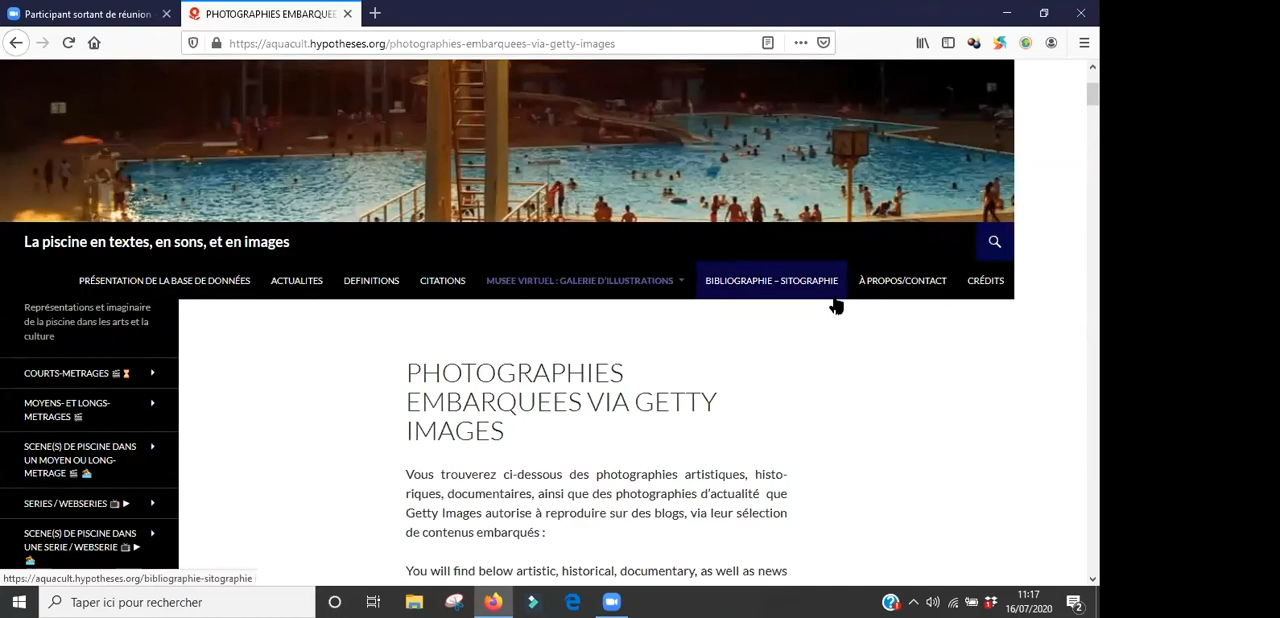 Participant sortant de réunion
PHOTOGRAPHIES EMBARQUEE
https://aquacult.hypotheses.org/photographies-embarquees-via-getty-images
La piscine en textes, en sons, et en images
PRÉSENTATION DE LA BASE DE DONNÉES ACTUALITES DEFINITIONS CITATIONS MUSEE VIRTUEL : GALERIE D'ILLUSTRATIONS BIBLIOGRAPHIE – SITOGRAPHIE À PROPOS/CONTACT CRÉDITS
Représentations et imaginaire
de la piscine dans les arts et la
culture
COURTS-METRAGES
MOYENS- ET LONGS-
METRAGES
SCENE(S) DE PISCINE DANS
UN MOYEN OU LONG-
METRAGE
SERIES / WEBSERIES
SCENE(S) DE PISCINE DANS
UNE SERIE / WEBSERIE
PHOTOGRAPHIES
EMBARQUEES VIA GETTY
IMAGES
Vous trouverez ci-dessous des photographies artistiques, histo-
riques, documentaires, ainsi que des photographies d’actualité que
Getty Images autorise à reproduire sur des blogs, via leur sélection
de contenus embarqués :
You will find below artistic, historical, documentary, as well as news
https://aquacult.hypotheses.org/bibliographie-sitographie
Taper ici pour rechercher
11:17
16/07/2020
2